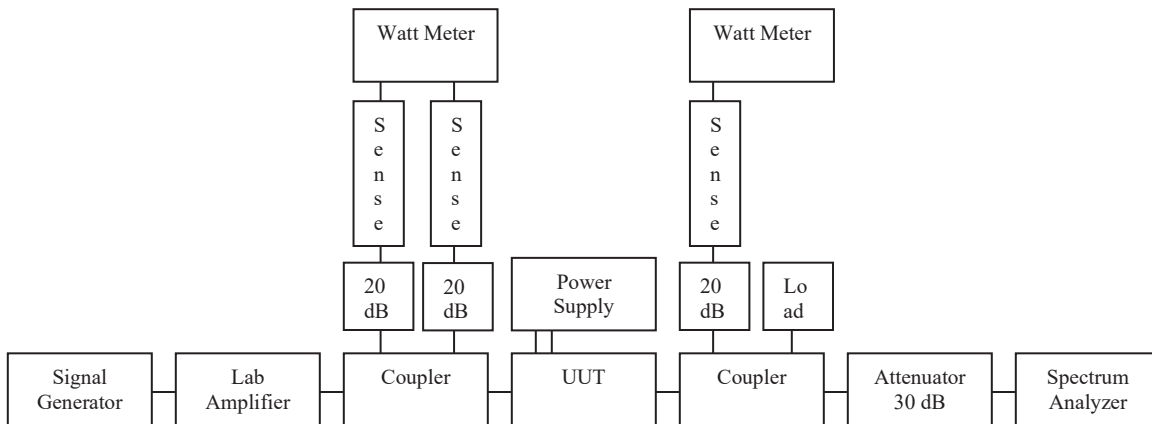 Watt Meter
Watt Meter
S
e
n
s
e
S
e
n
s
e
S
e
n
s
e
20
dB
20
dB
Power
Supply
20
dB
Lo
ad
Signal
Generator
Lab
Amplifier
Coupler
UUT
Coupler
Attenuator
30 dB
Spectrum
Analyzer